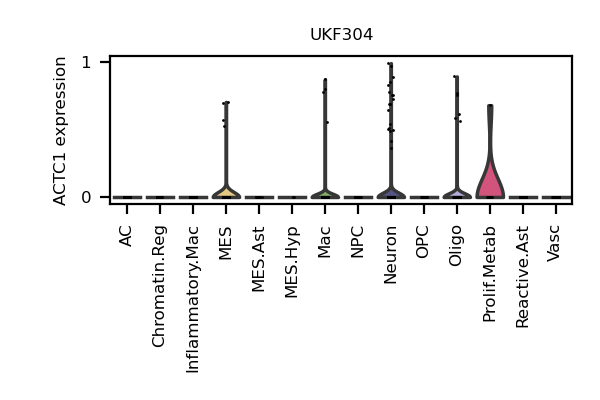 UKF304
ACTC1 expression
1
0
AC
Chromatin.Reg
Inflammatory.Mac
MES
MES.Ast
MES.Hyp
Mac
NPC
Neuron
OPC
Oligo
Prolif.Metab
Reactive.Ast
Vasc